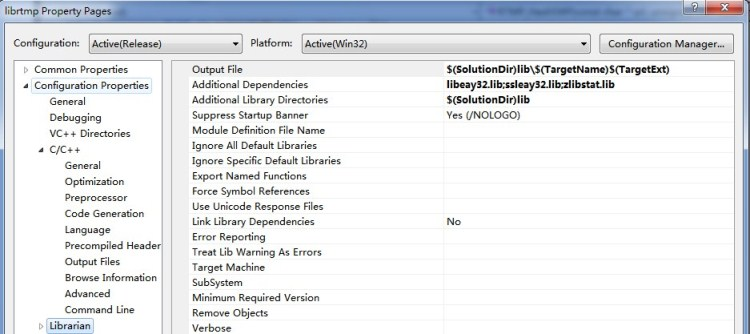 librtmp Property Pages
Configuration: Active(Release) Platform: Active(Win32) Configuration Manager...
Common Properties
Configuration Properties
General
Debugging
VC++ Directories
C/C++
General
Optimization
Preprocessor
Code Generation
Language
Precompiled Header
Output Files
Browse Information
Advanced
Command Line
Librarian
Output File $(SolutionDir)lib\$(TargetName)$(TargetExt)
Additional Dependencies libeay32.lib;ssleay32.lib;zlibstat.lib
Additional Library Directories $(SolutionDir)lib
Suppress Startup Banner Yes (/NOLOGO)
Module Definition File Name
Ignore All Default Libraries
Ignore Specific Default Libraries
Export Named Functions
Force Symbol References
Use Unicode Response Files
Link Library Dependencies No
Error Reporting
Treat Lib Warning As Errors
Target Machine
SubSystem
Minimum Required Version
Remove Objects
Verbose